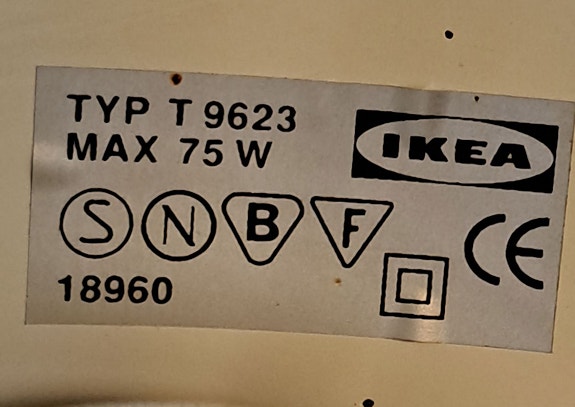 TYP T 9623
MAX 75 W
IKEA
S N B F
CE
18960